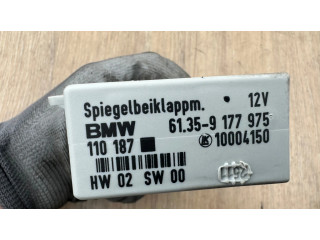 Spiegelbeiklappm. 12V
BMW 61.35-9 177 975
110 187 10004150
HW 02 SW 00